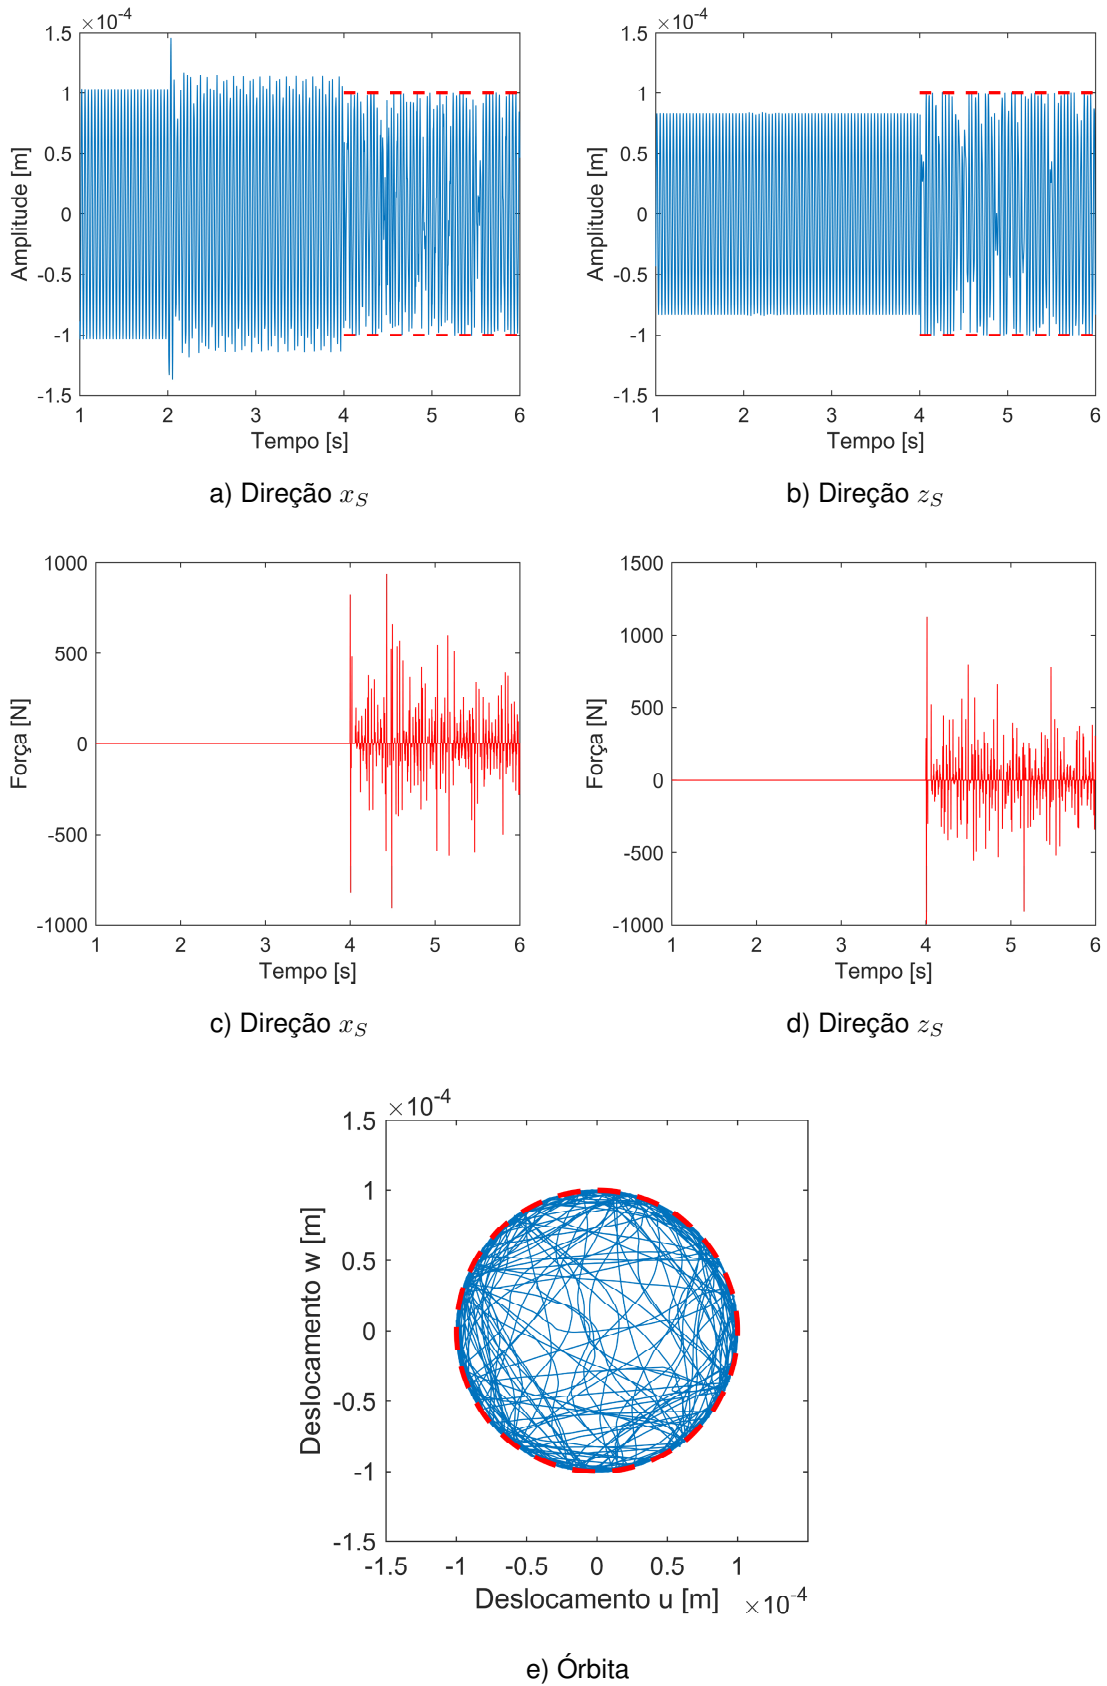 ×10-4
1.5
1
0.5
0
-0.5
-1
-1.5
Amplitude [m]
1 2 3 4 5 6
Tempo [s]
a) Direção xS
×10-4
1.5
1
0.5
0
-0.5
-1
-1.5
Amplitude [m]
1 2 3 4 5 6
Tempo [s]
b) Direção zS
1000
500
0
-500
-1000
Força [N]
1 2 3 4 5 6
Tempo [s]
c) Direção xS
1500
1000
500
0
-500
-1000
Força [N]
1 2 3 4 5 6
Tempo [s]
d) Direção zS
×10-4
1.5
1
0.5
0
-0.5
-1
-1.5
Deslocamento w [m]
-1.5 -1 -0.5 0 0.5 1
Deslocamento u [m] ×10-4
e) Órbita